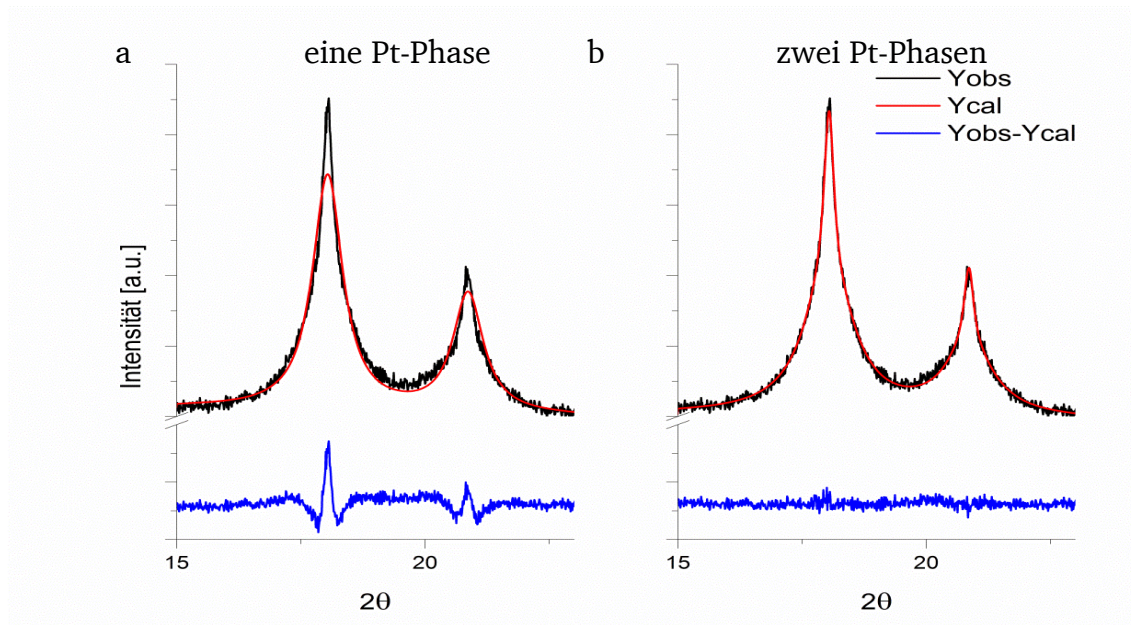 a eine Pt-Phase b zwei Pt-Phasen
Yobs
Ycal
Yobs-Ycal
Intensität [a.u.]
15 20 15 20
2θ 2θ